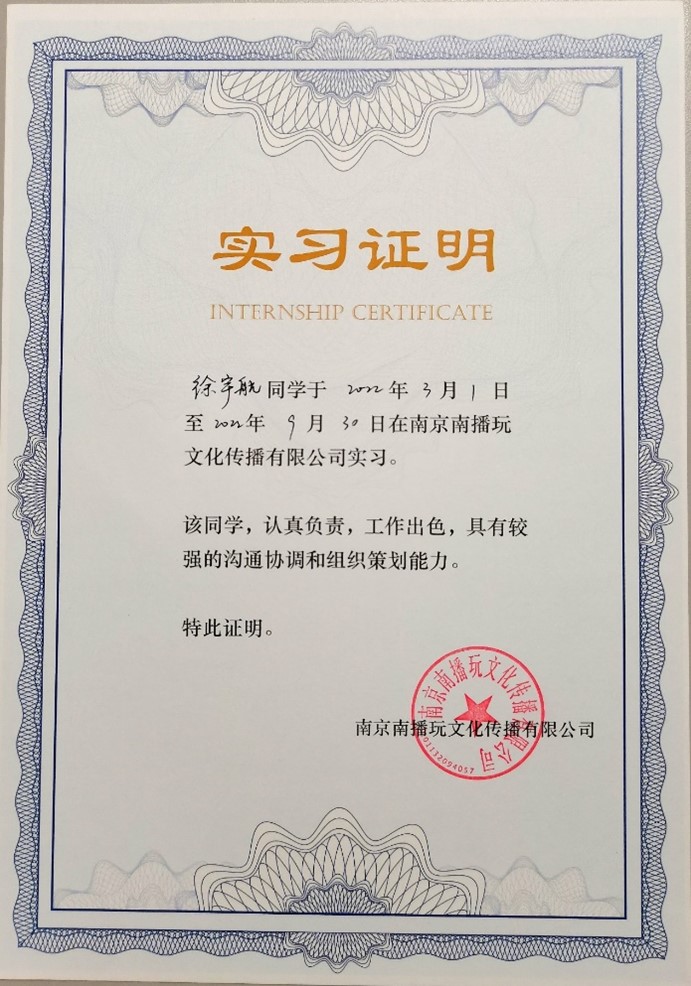 实习证明
INTERNSHIP CERTIFICATE
徐宇航同学于 2022 年 3 月 1 日
至 2022年 9 月 30 日在南京南播玩
文化传播有限公司实习。
该同学，认真负责，工作出色，具有较
强的沟通协调和组织策划能力。
特此证明。
南京南播玩文化传播有限公司
南京南播玩文化传播有限公司